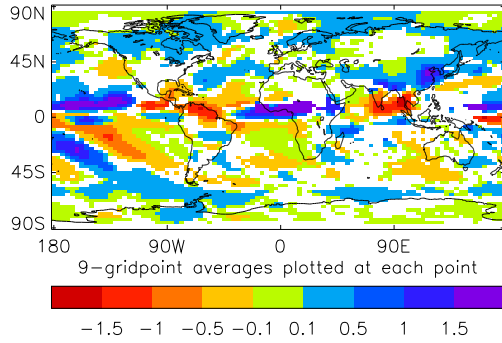 90N
45N
0
45S
90S
180 90W 0 90E
9-gridpoint averages plotted at each point
-1.5 -1 -0.5 -0.1 0.1 0.5 1 1.5